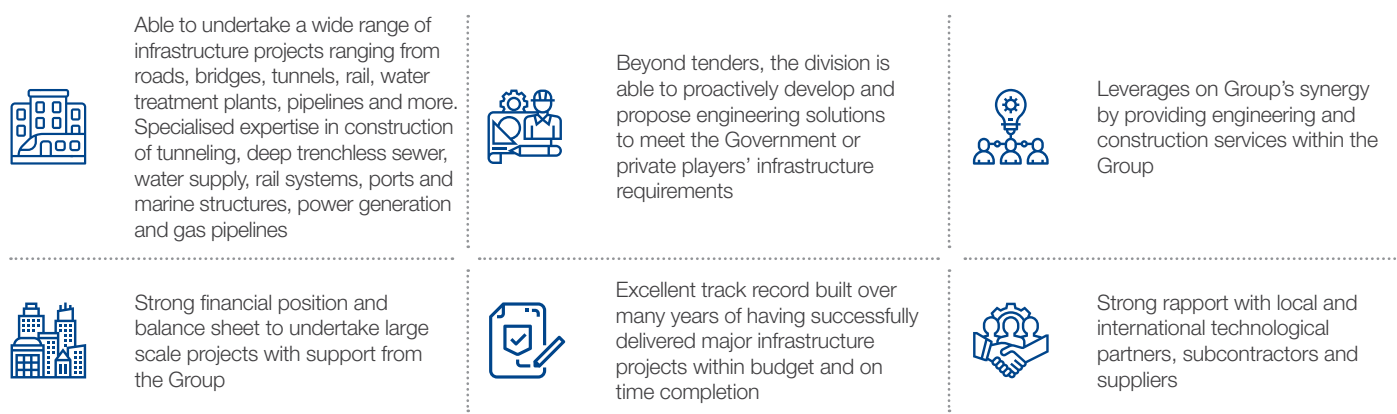 Able to undertake a wide range of
infrastructure projects ranging from
roads, bridges, tunnels, rail, water
treatment plants, pipelines and more.
Specialised expertise in construction
of tunneling, deep trenchless sewer,
water supply, rail systems, ports and
marine structures, power generation
and gas pipelines
Beyond tenders, the division is
able to proactively develop and
propose engineering solutions
to meet the Government or
private players’ infrastructure
requirements
Leverages on Group’s synergy
by providing engineering and
construction services within the
Group
Strong financial position and
balance sheet to undertake large
scale projects with support from
the Group
Excellent track record built over
many years of having successfully
delivered major infrastructure
projects within budget and on
time completion
Strong rapport with local and
international technological
partners, subcontractors and
suppliers